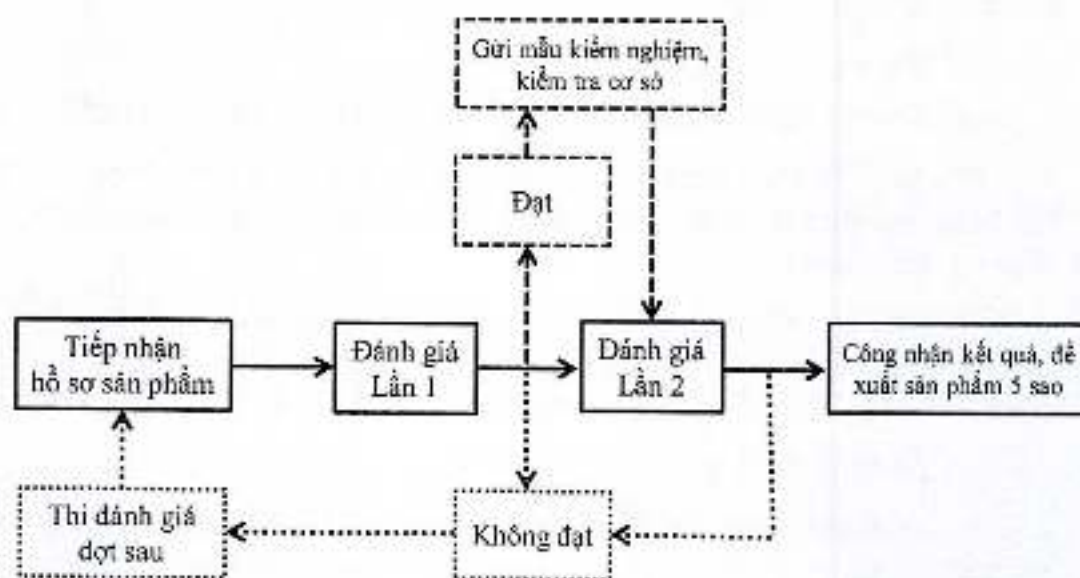 Gửi mẫu kiểm nghiệm,
kiểm tra cơ sở
Đạt
Tiếp nhận
hồ sơ sản phẩm
Đánh giá
Lần 1
Đánh giá
Lần 2
Công nhận kết quả, đề
xuất sản phẩm 5 sao
Thi đánh giá
đợt sau
Không đạt